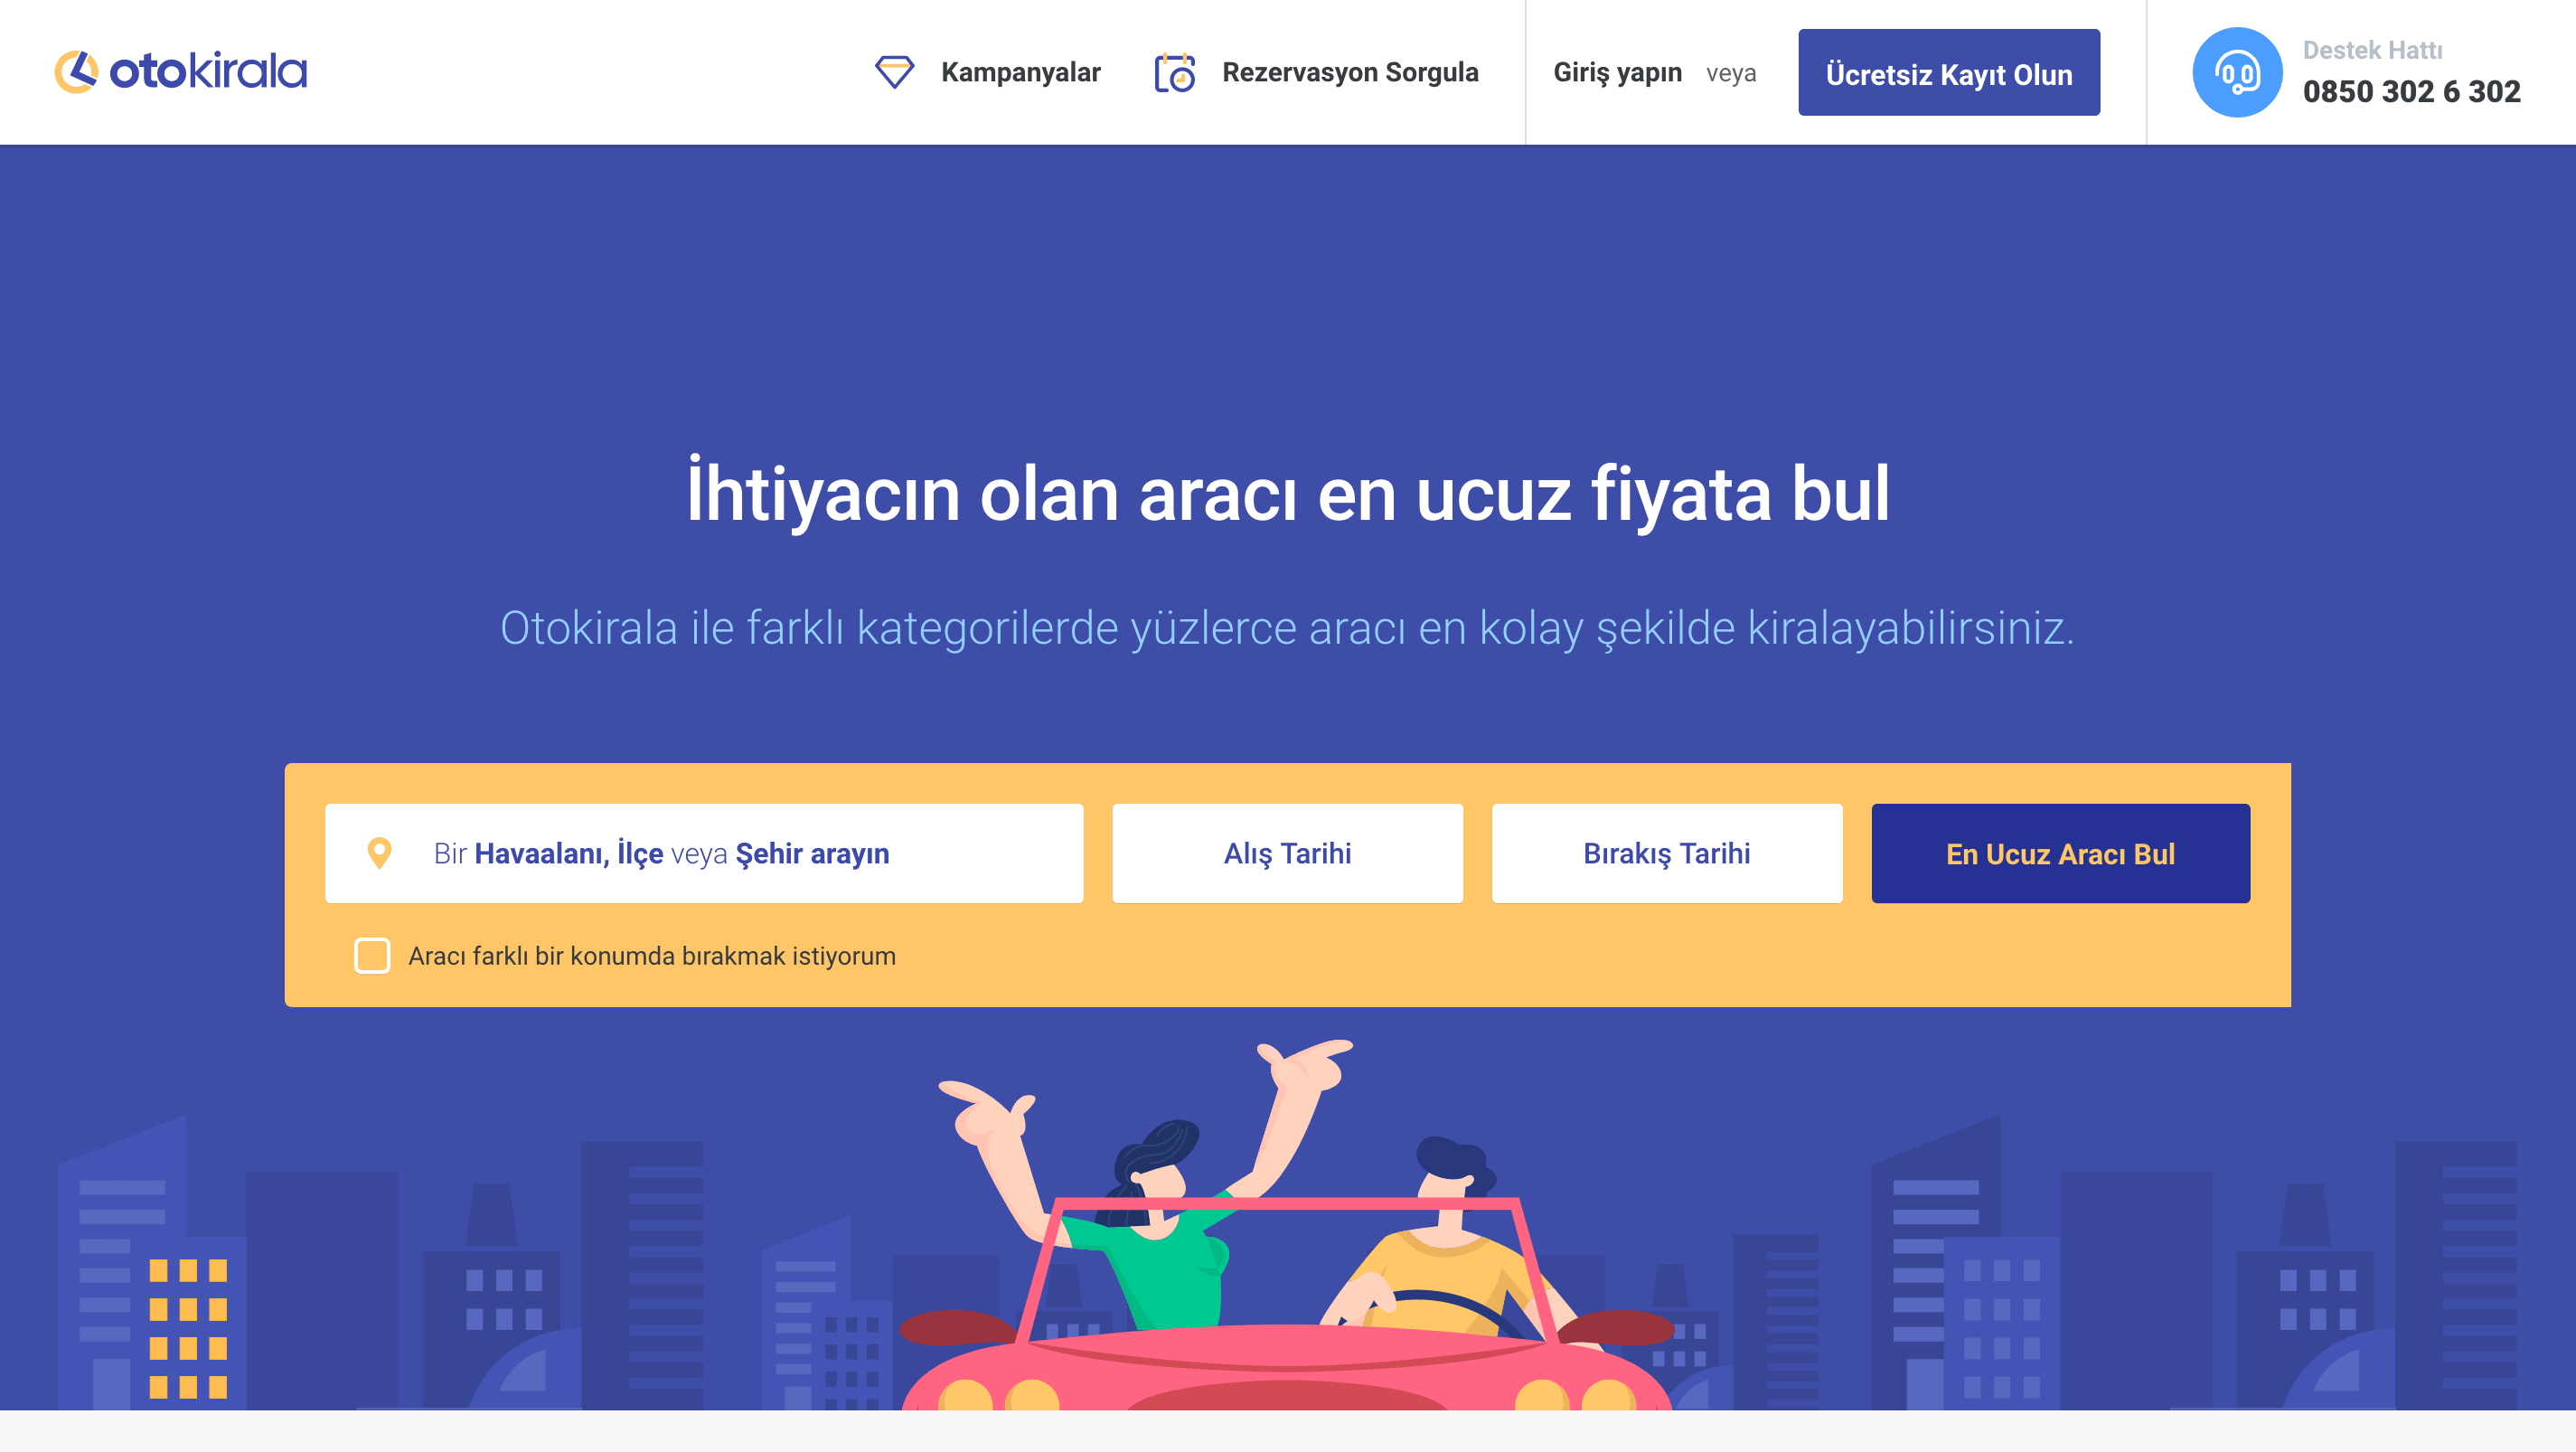 otokirala
Kampanyalar
Rezervasyon Sorgula
Giriş yapın veya
Ücretsiz Kayıt Olun
Destek Hattı
0850 302 6 302
İhtiyacın olan aracı en ucuz fiyata bul
Otokirala ile farklı kategorilerde yüzlerce aracı en kolay şekilde kiralayabilirsiniz.
Bir Havaalanı, İlçe veya Şehir arayın
Alış Tarihi
Bırakış Tarihi
En Ucuz Aracı Bul
Aracı farklı bir konumda bırakmak istiyorum